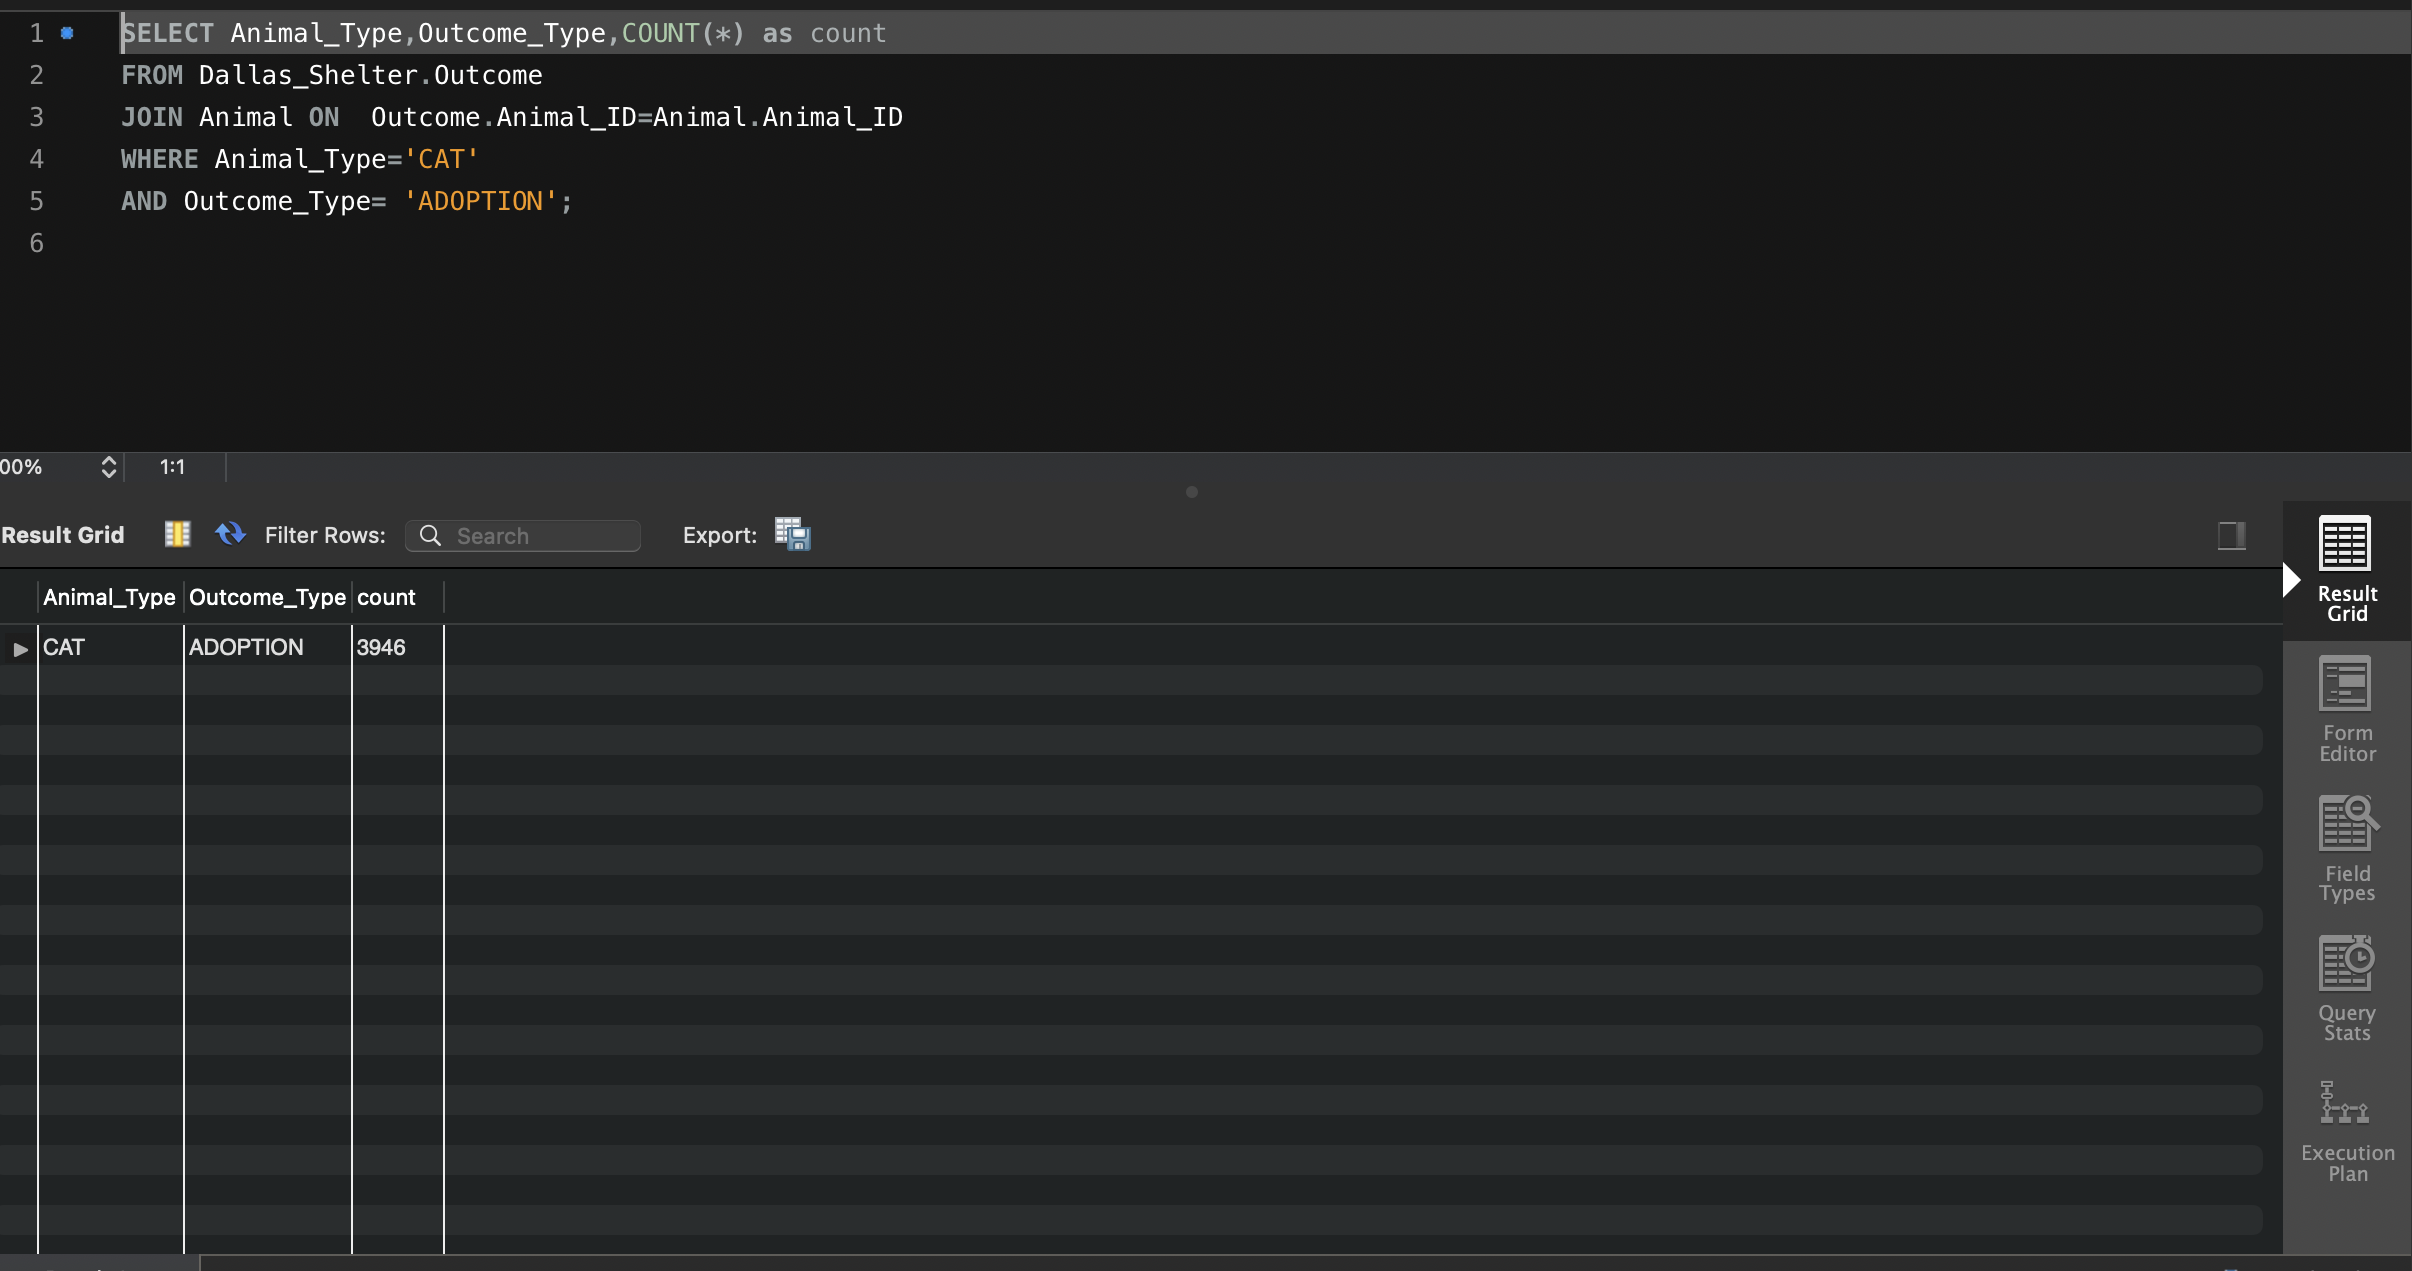 1 SELECT Animal_Type,Outcome_Type,COUNT(*) as count
2 FROM Dallas_Shelter.Outcome
3 JOIN Animal ON  Outcome.Animal_ID=Animal.Animal_ID
4 WHERE Animal_Type='CAT'
5 AND Outcome_Type= 'ADOPTION';
6
00% 1:1
Result Grid Filter Rows: Search Export:
Animal_Type Outcome_Type count
CAT ADOPTION 3946
Result
Grid
Form
Editor
Field
Types
Query
Stats
Execution
Plan